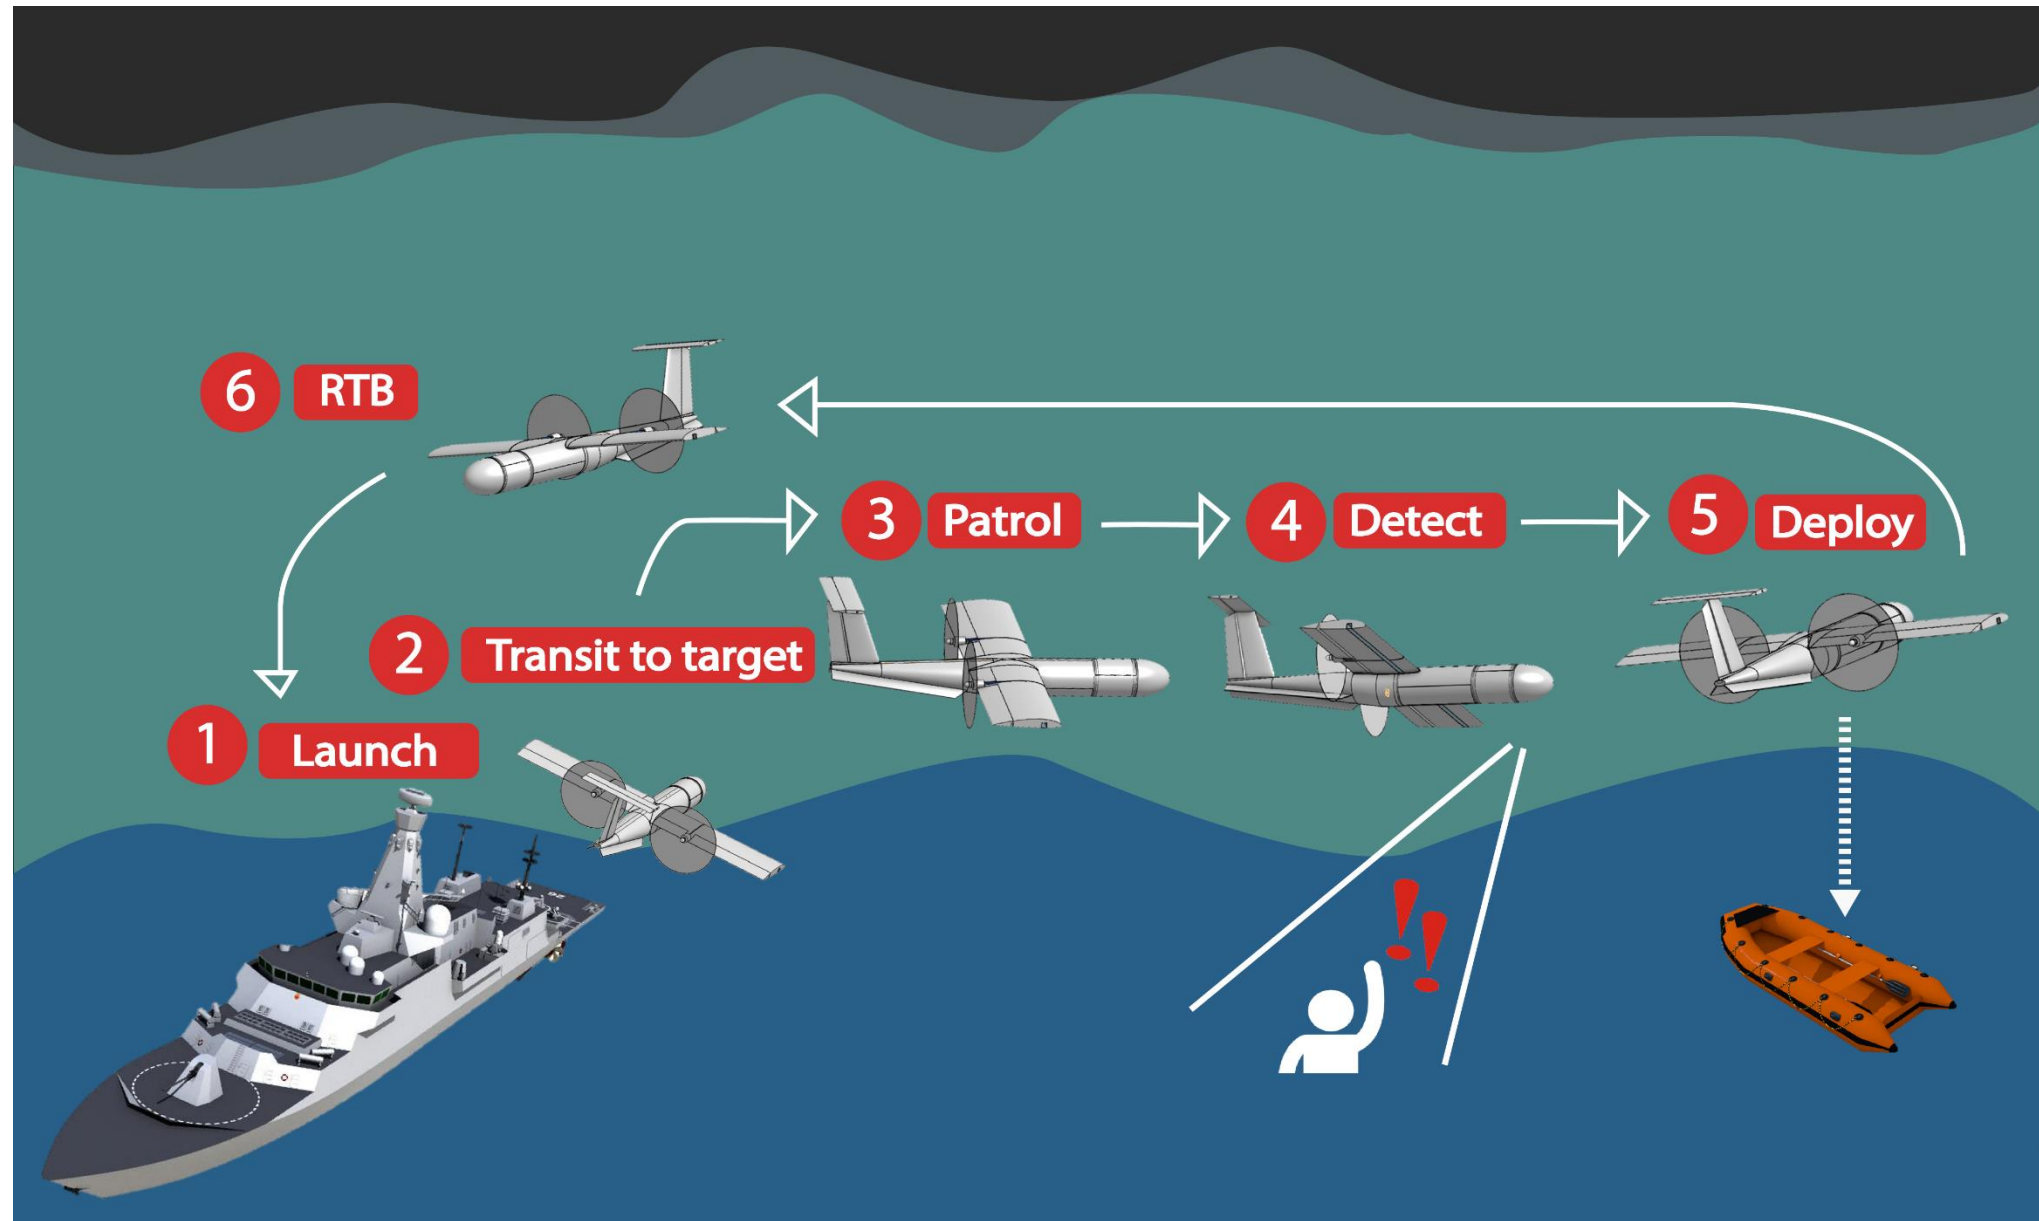 1 Launch
2 Transit to target
3 Patrol
4 Detect
5 Deploy
6 RTB